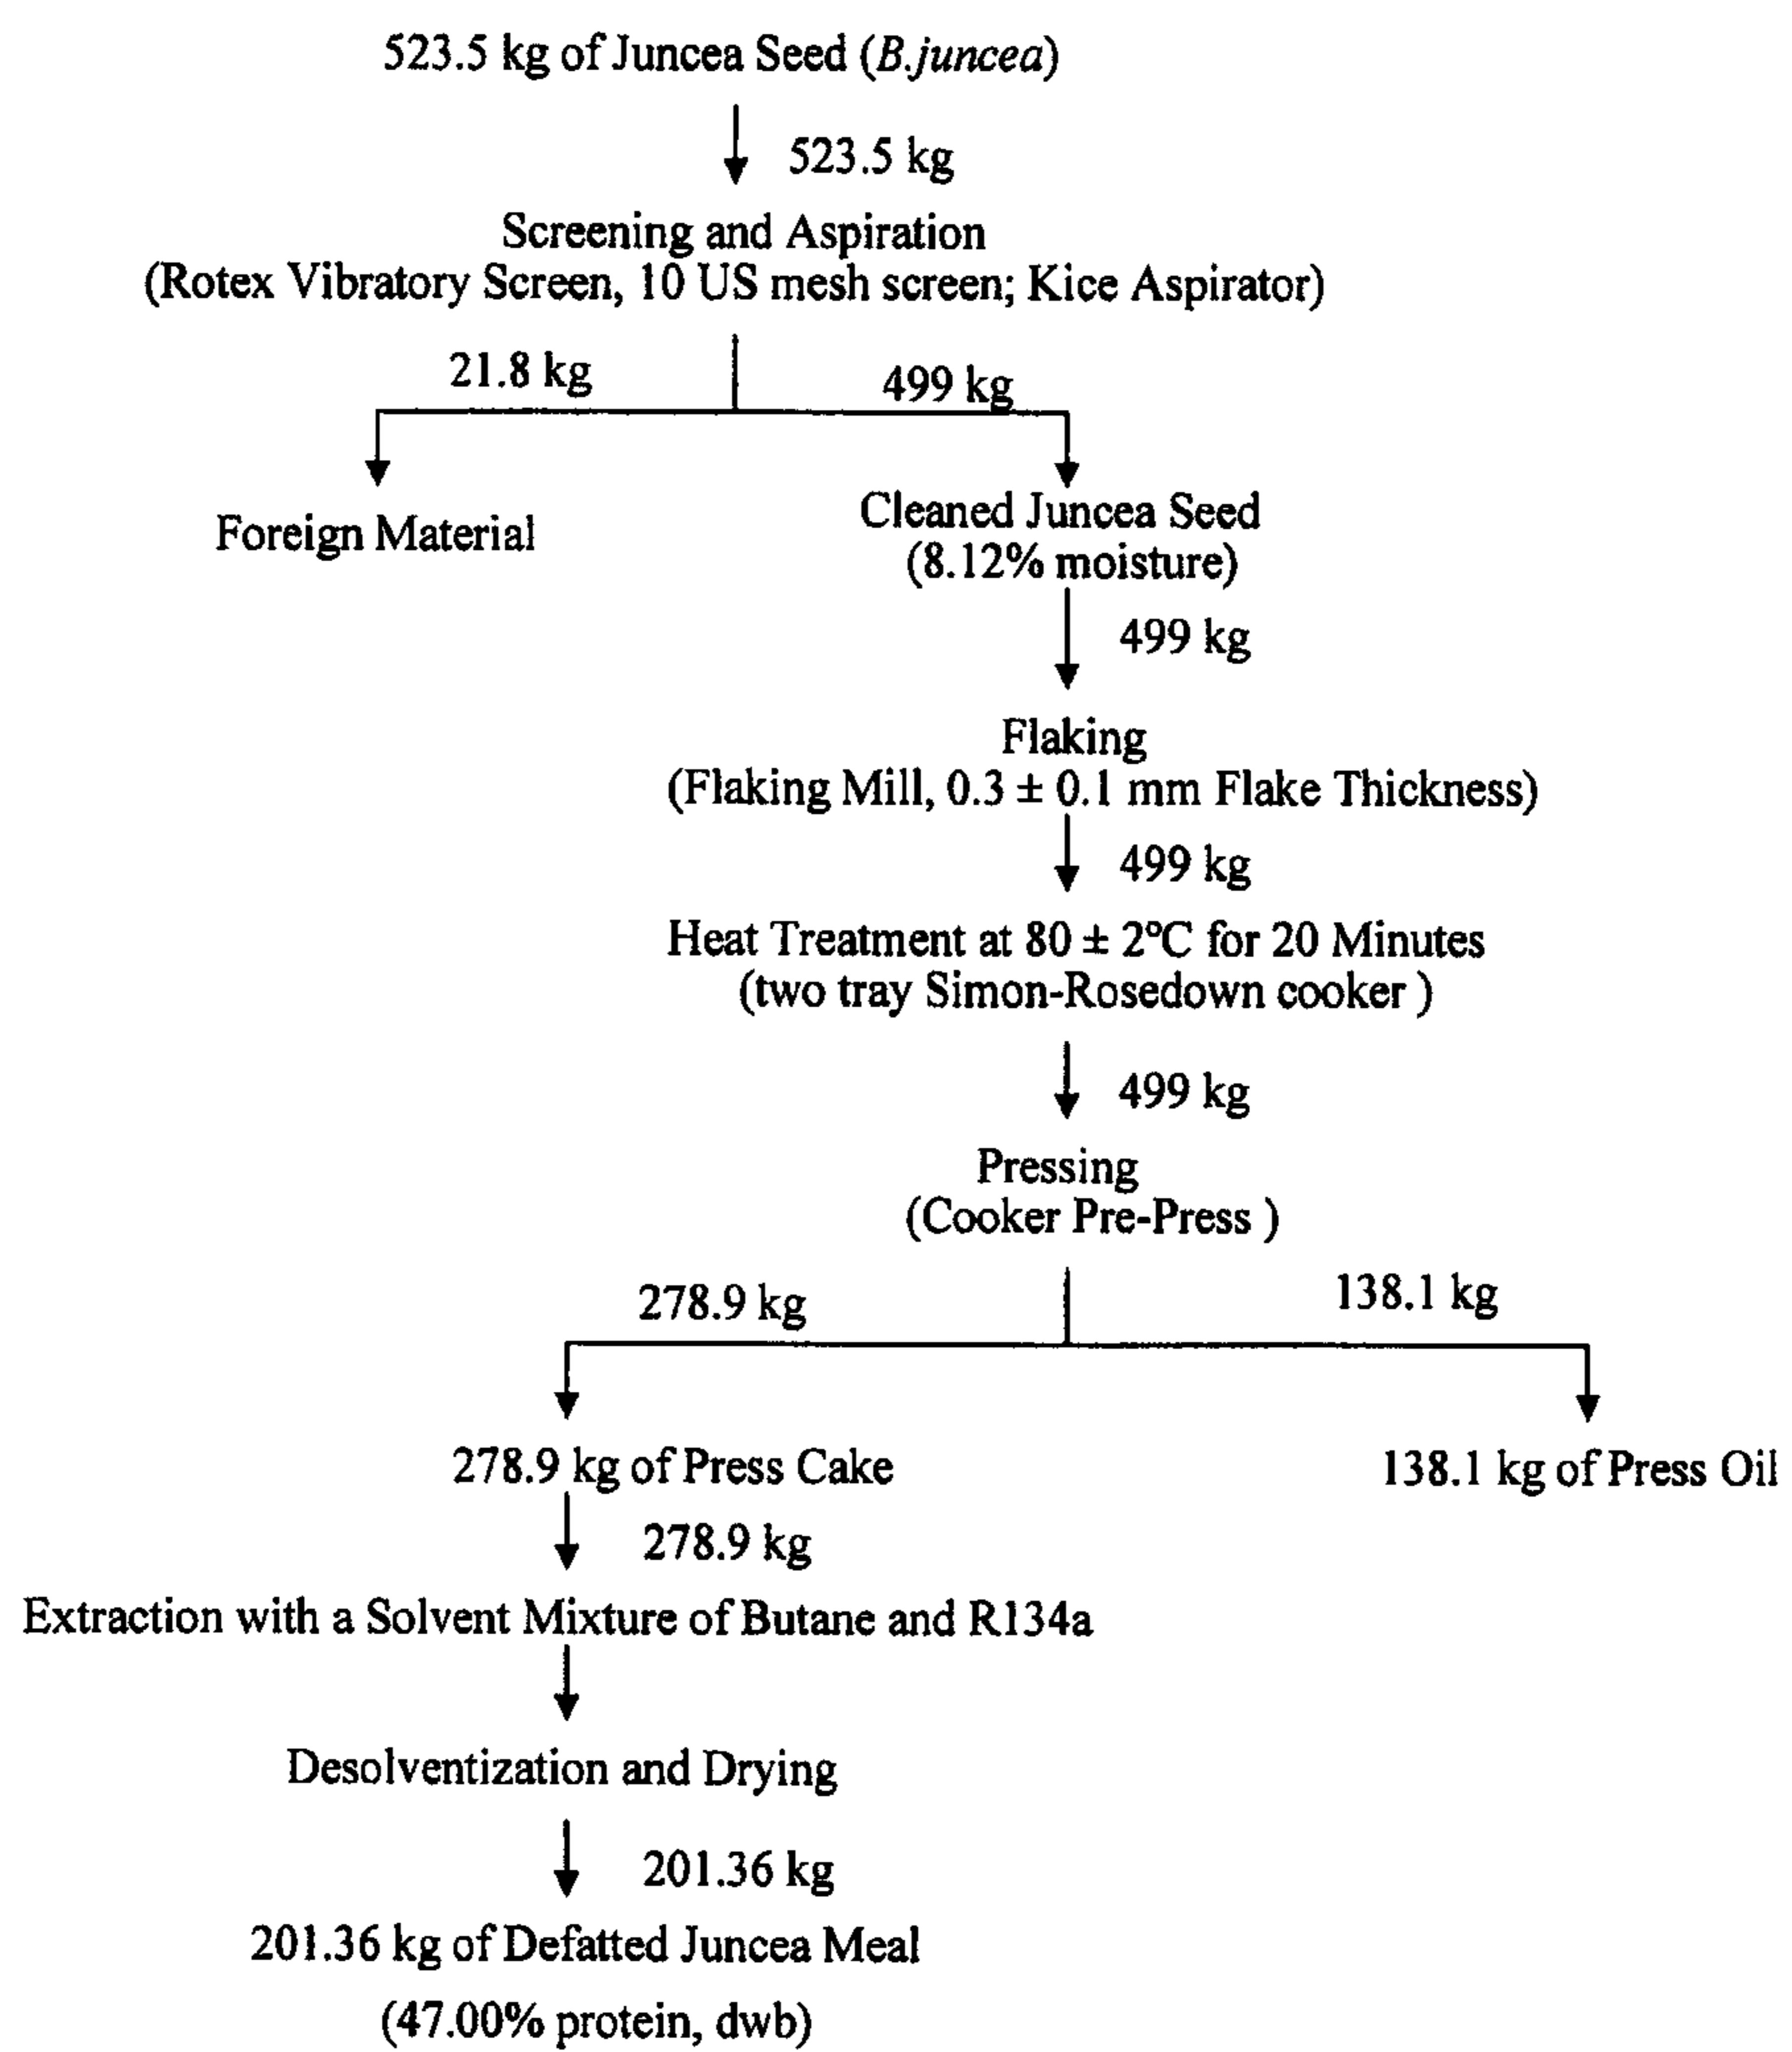 523.5 kg of Juncea Seed (B.juncea)
523.5 kg
Screening and Aspiration
(Rotex Vibratory Screen, 10 US mesh screen; Kice Aspirator)
21.8 kg
499 kg
Foreign Material
Cleaned Juncea Seed
(8.12% moisture)
499 kg
Flaking
(Flaking Mill, 0.3 ± 0.1 mm Flake Thickness)
499 kg
Heat Treatment at 80 ± 2ºC for 20 Minutes
(two tray Simon-Rosedown cooker )
499 kg
Pressing
(Cooker Pre-Press )
278.9 kg
138.1 kg
278.9 kg of Press Cake
138.1 kg of Press Oil
278.9 kg
Extraction with a Solvent Mixture of Butane and R134a
Desolventization and Drying
201.36 kg
201.36 kg of Defatted Juncea Meal
(47.00% protein, dwb)